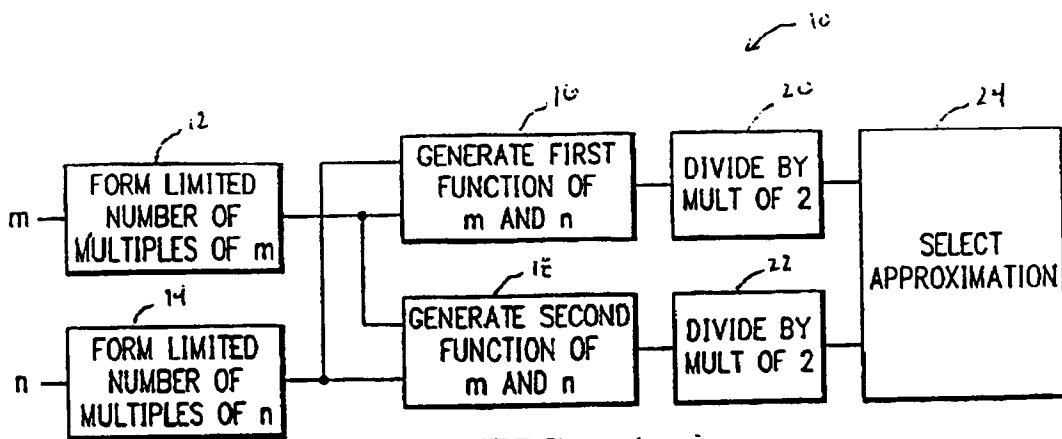 10
12
16
20
24
m
FORM LIMITED
NUMBER OF
MULTIPLES OF m
GENERATE FIRST
FUNCTION OF
m AND n
DIVIDE BY
MULT OF 2
SELECT
APPROXIMATION
14
18
22
n
FORM LIMITED
NUMBER OF
MULTIPLES OF n
GENERATE SECOND
FUNCTION OF
m AND n
DIVIDE BY
MULT OF 2